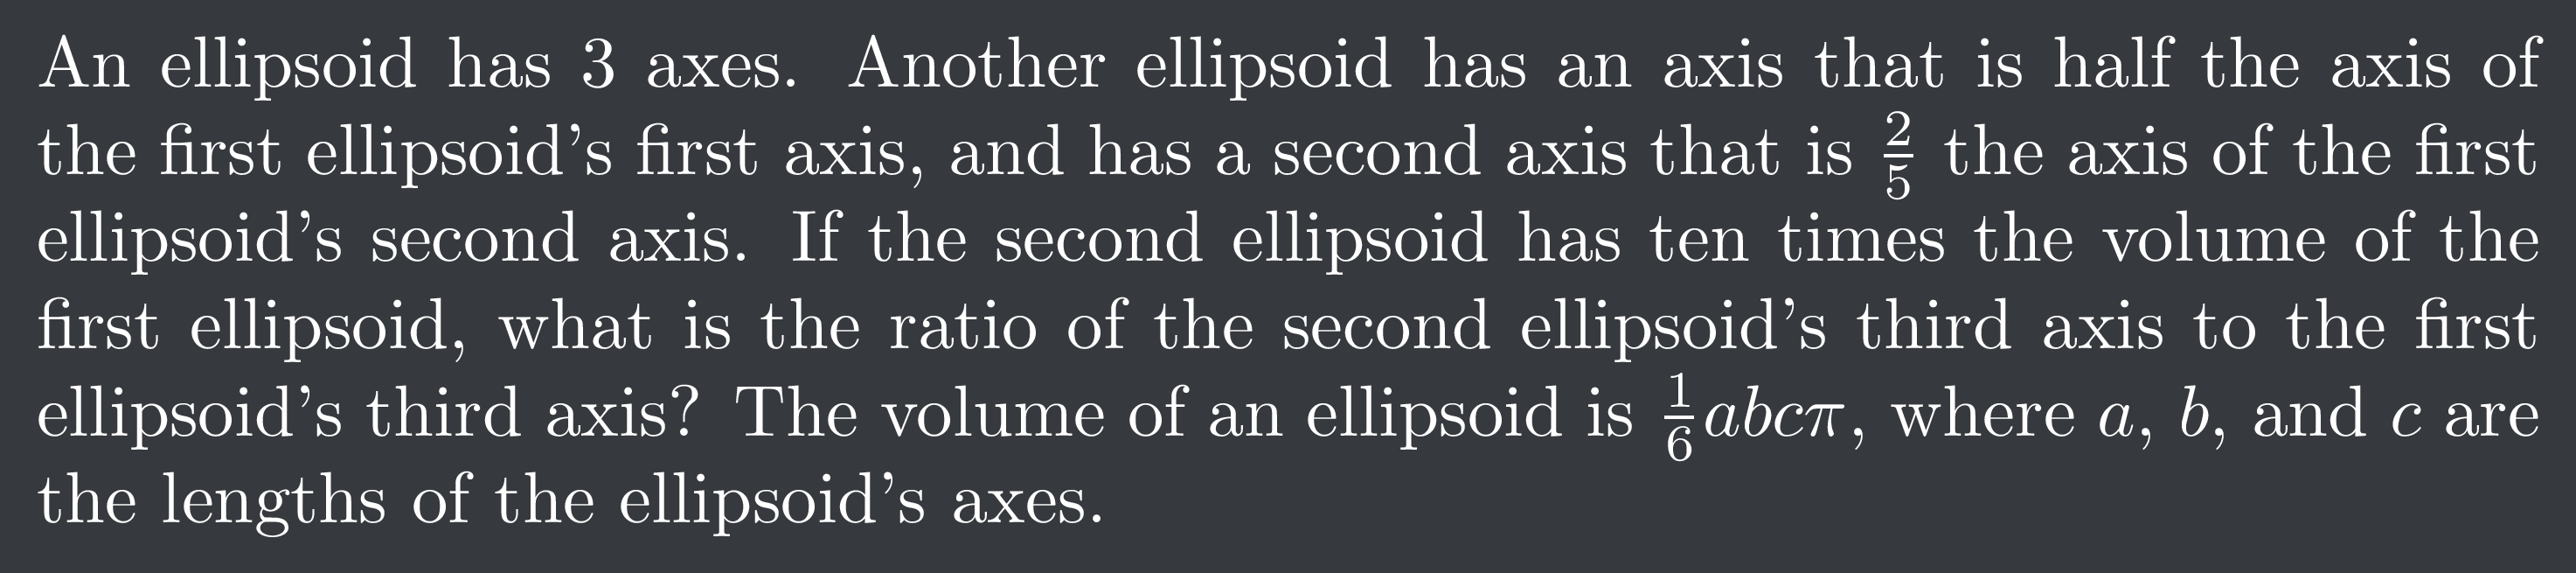 An ellipsoid has 3 axes. Another ellipsoid has an axis that is half the axis of
the first ellipsoid's first axis, and has a second axis that is $\frac{2}{5}$ the axis of the first
ellipsoid's second axis. If the second ellipsoid has ten times the volume of the
first ellipsoid, what is the ratio of the second ellipsoid's third axis to the first
ellipsoid's third axis? The volume of an ellipsoid is $\frac{1}{6}abc\pi$, where $a$, $b$, and $c$ are
the lengths of the ellipsoid's axes.